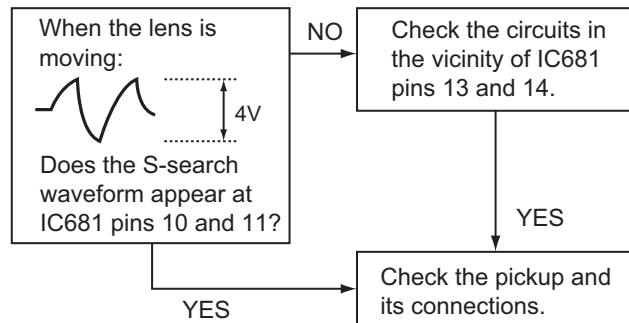 When the lens is
moving:
4V
Does the S-search
waveform appear at
IC681 pins 10 and 11?
NO
Check the circuits in
the vicinity of IC681
pins 13 and 14.
YES
YES
Check the pickup and
its connections.